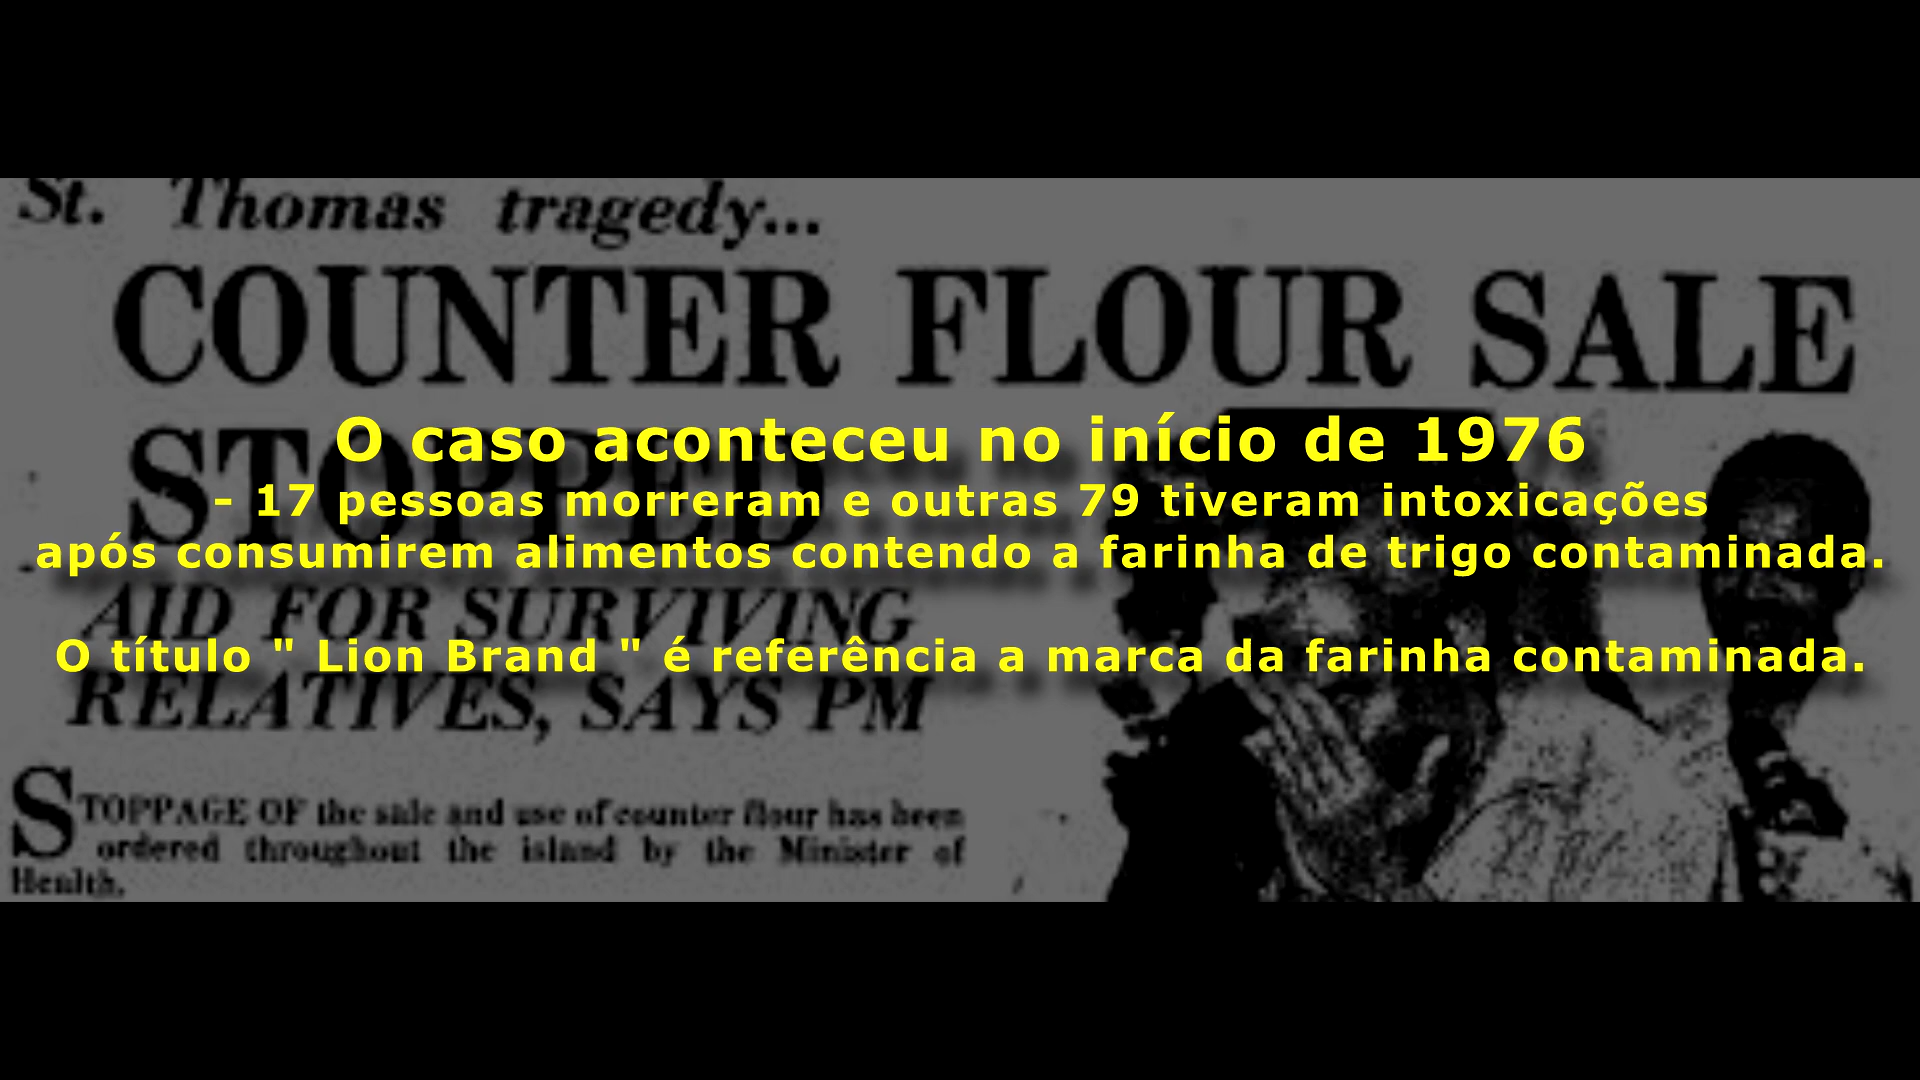 St. Thomas tragedy...
COUNTER FLOUR SALE
STOPPED
O caso aconteceu no início de 1976
- 17 pessoas morreram e outras 79 tiveram intoxicações
após consumirem alimentos contendo a farinha de trigo contaminada.
AID FOR SURVIVING
O título " Lion Brand " é referência a marca da farinha contaminada.
RELATIVES, SAYS PM
STOPPAGE OF the sale and use of counter flour has been
ordered throughout the island by the Minister of
Health.